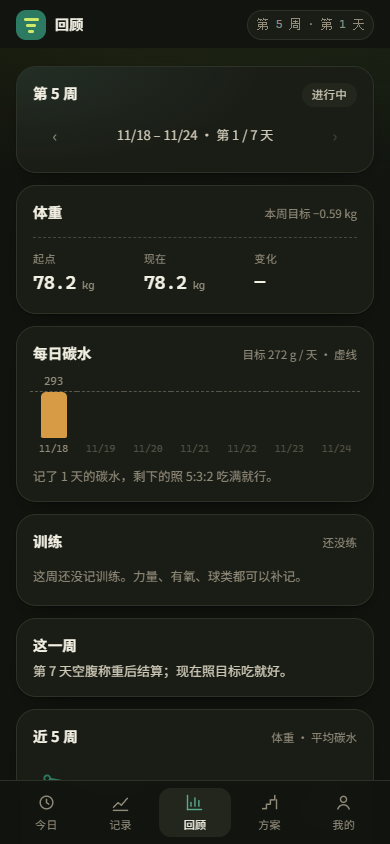 回顾
第 5 周 · 第 1 天
第 5 周
进行中
‹ 11/18 – 11/24 · 第 1 / 7 天 ›
体重
本周目标 −0.59 kg
起点 现在 变化
78.2 kg 78.2 kg —
每日碳水
目标 272 g / 天 · 虚线
293
11/18 11/19 11/20 11/21 11/22 11/23 11/24
记了 1 天的碳水，剩下的照 5:3:2 吃满就行。
训练
还没练
这周还没记训练。力量、有氧、球类都可以补记。
这一周
第 7 天空腹称重后结算；现在照目标吃就好。
近 5 周
体重 · 平均碳水
今日 记录 回顾 方案 我的